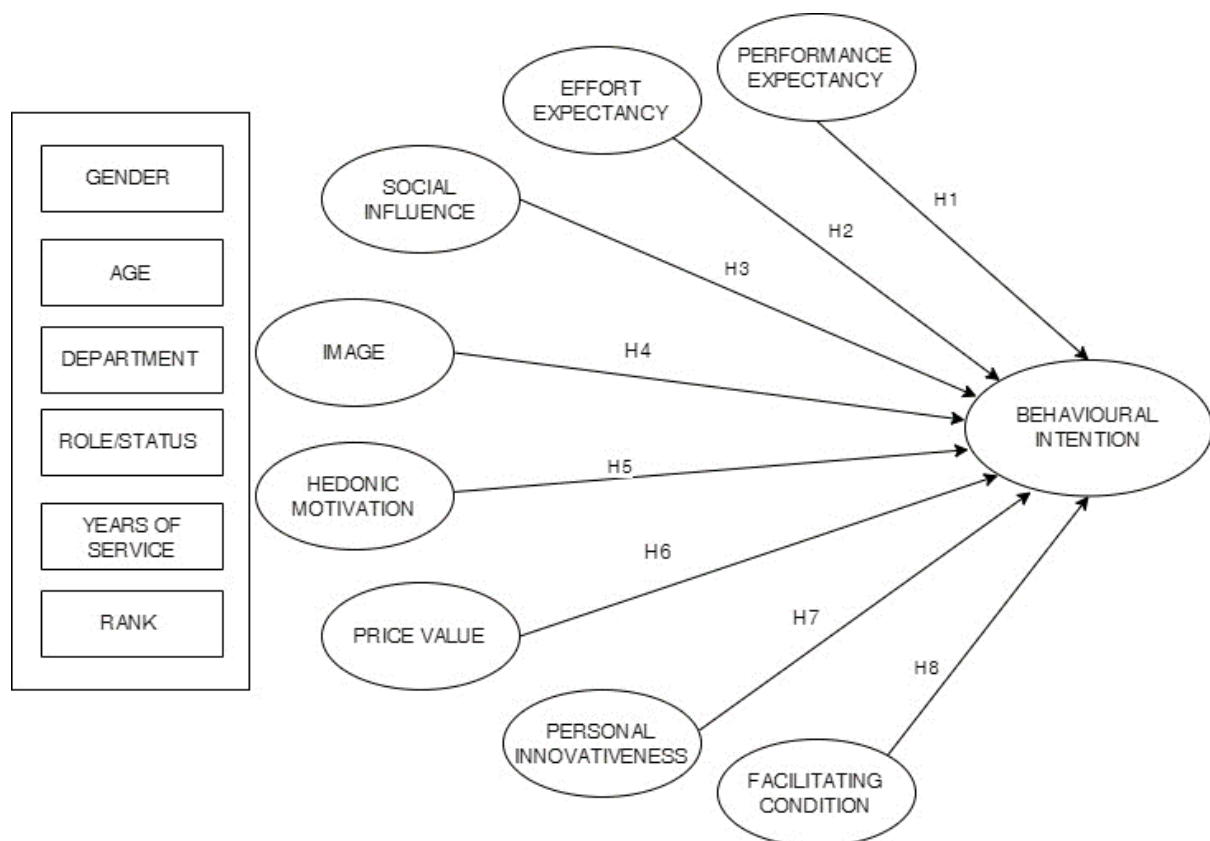 PERFORMANCE
EXPECTANCY
EFFORT
EXPECTANCY
GENDER
SOCIAL
INFLUENCE
H1
H2
H3
AGE
IMAGE
H4
DEPARTMENT
BEHAVIOURAL
INTENTION
ROLE/STATUS
HEDONIC
MOTIVATION
H5
YEARS OF
SERVICE
H6
RANK
PRICE VALUE
H7
H8
PERSONAL
INNOVATIVENESS
FACILITATING
CONDITION